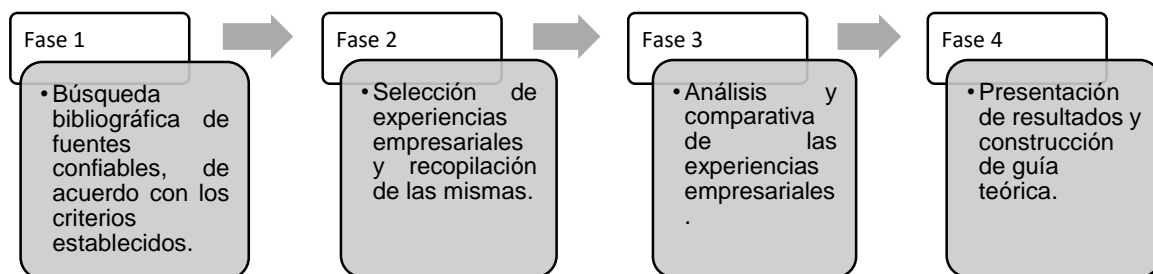 Fase 1
•Búsqueda
bibliográfica de
fuentes
confiables, de
acuerdo con los
criterios
establecidos.
Fase 2
•Selección de
experiencias
empresariales
y recopilación
de las mismas.
Fase 3
•Análisis y
comparativa
de las
experiencias
empresariales
.
Fase 4
•Presentación
de resultados y
construcción
de guía
teórica.